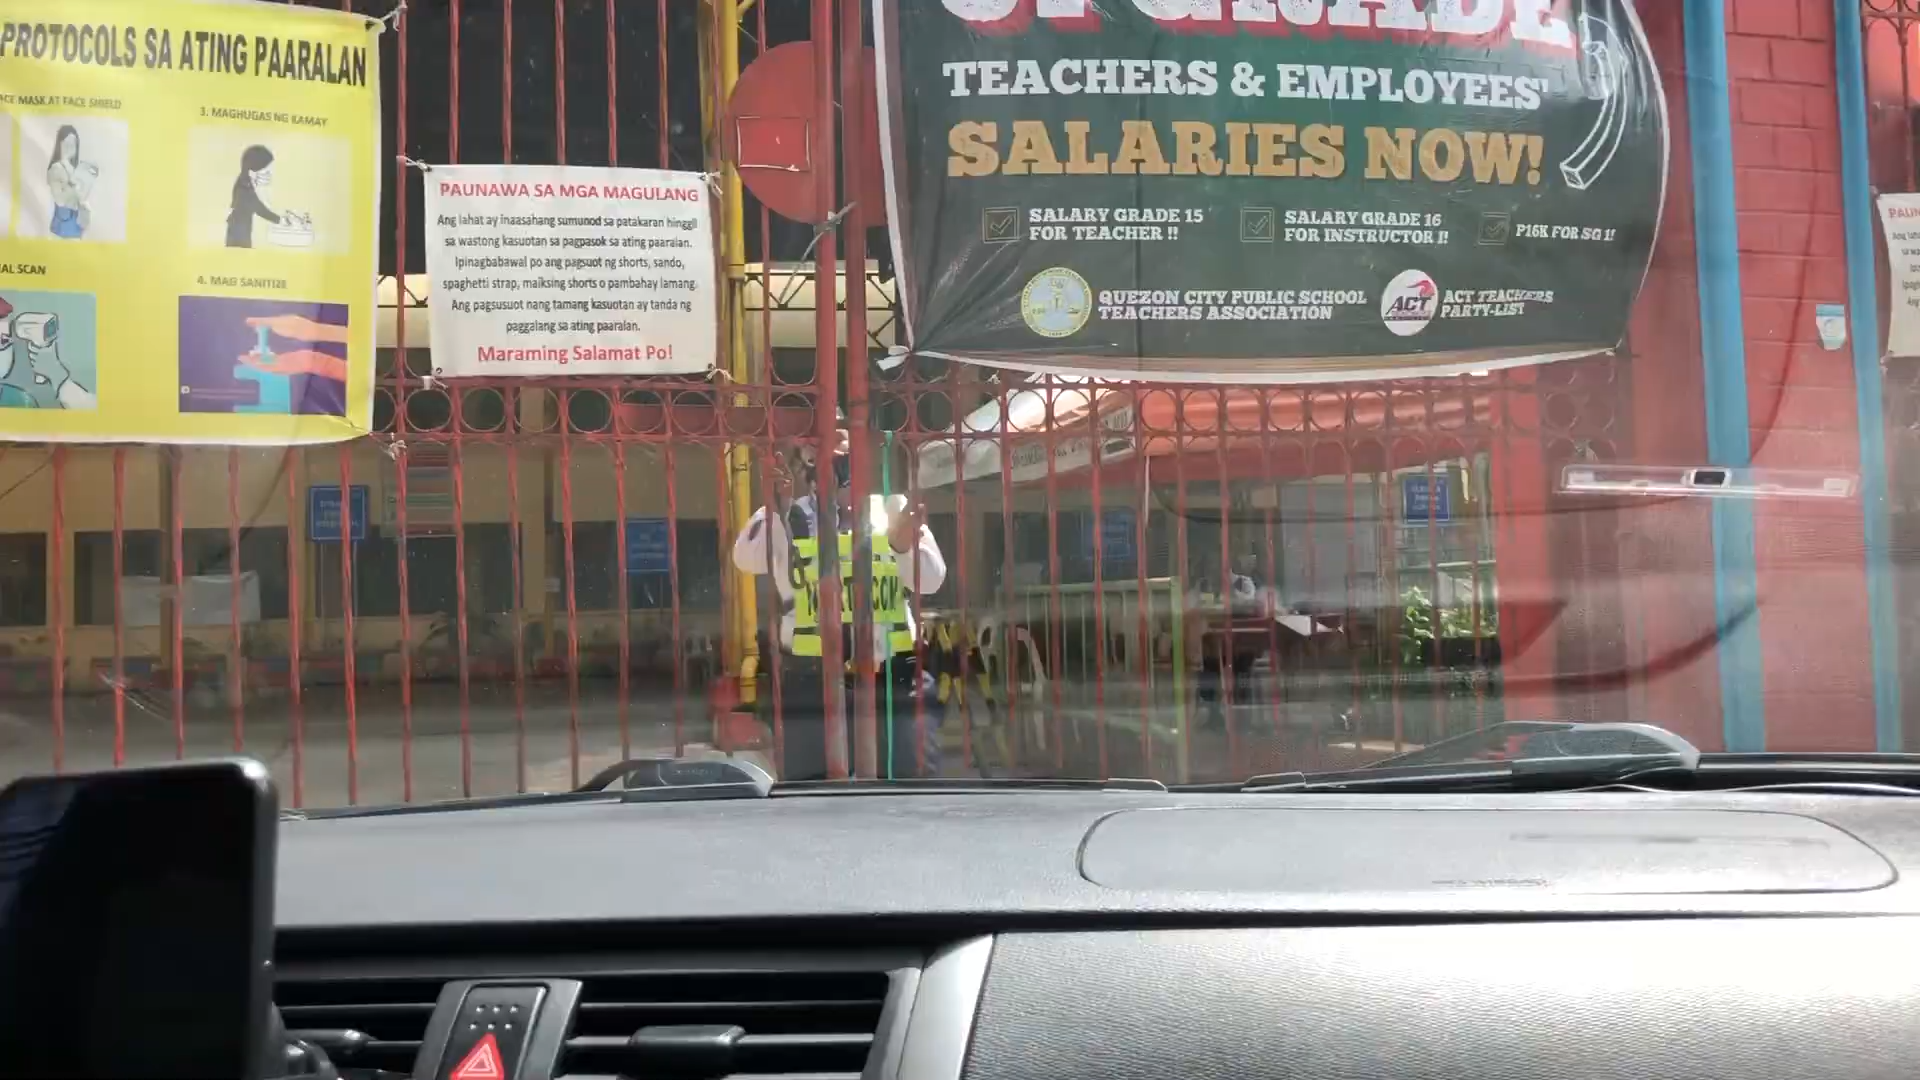 PROTOCOLS SA ATING PAARALAN
FACE MASK AT FACE SHIELD
3. MAGHUGAS NG KAMAY
SCAN
4. MAG SANITIZE
PAUNAWA SA MGA MAGULANG
Ang lahat ay inaasahang sumunod sa patakaran hinggil
sa wastong kasuotan sa pagpasok sa ating paaralan.
Ipinagbabawal po ang pagsuot ng shorts, sando,
spaghetti strap, maiksing shorts o pambahay lamang.
Ang pagsusuot nang tamang kasuotan ay tanda ng
paggalang sa ating paaralan.
Maraming Salamat Po!
UPGRADE
TEACHERS & EMPLOYEES'
SALARIES NOW!
SALARY GRADE 15
FOR TEACHER I!
SALARY GRADE 16
FOR INSTRUCTOR I!
P16K FOR SG 1!
QUEZON CITY PUBLIC SCHOOL
TEACHERS ASSOCIATION
ACT
ACT TEACHERS
PARTY-LIST